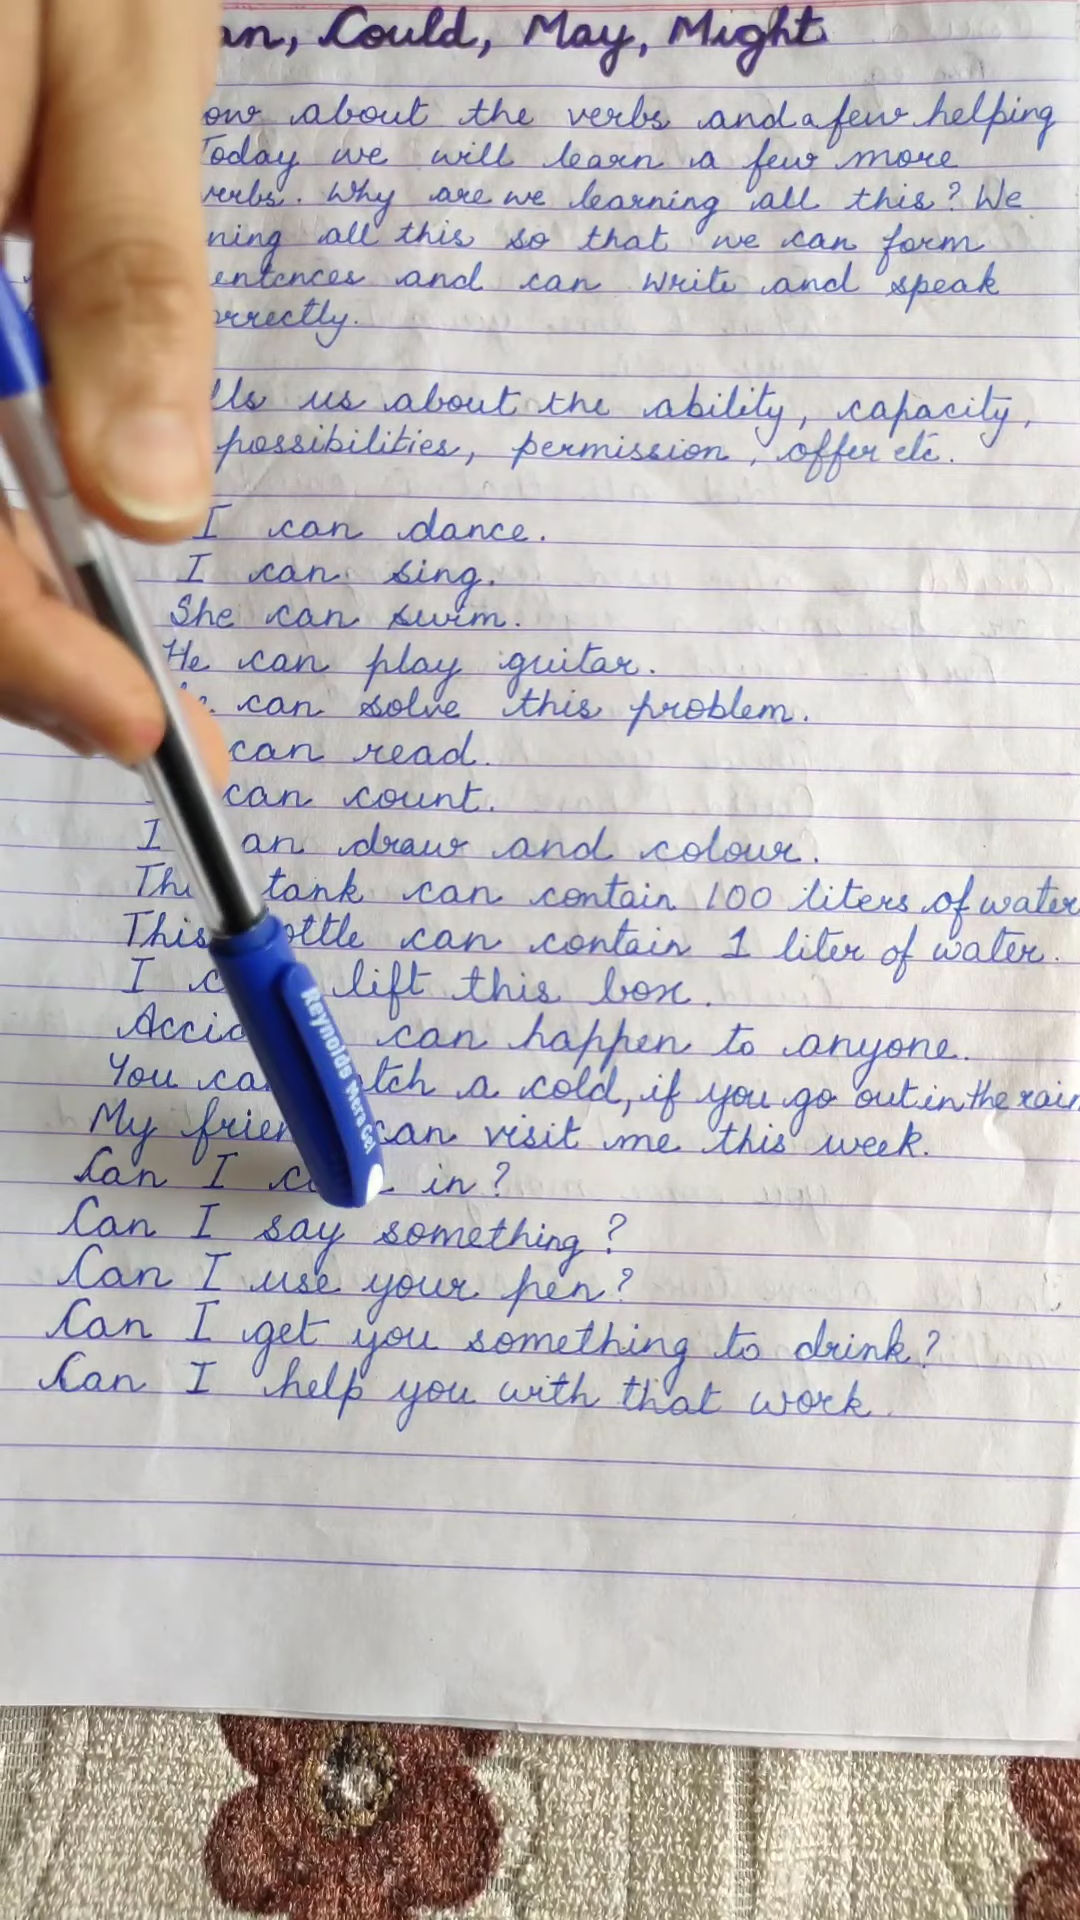 Could, May, Might
about the verbs and a few helping
Today we will learn a few more
verbs. Why are we learning all this? We
all this so that we can form
and can write and speak
us about the ability, capacity,
possibilities, permission, offer etc.
I can dance.
I can sing.
She can swim.
He can play guitar.
can solve this problem.
can read.
can count.
I draw and colour.
tank can contain 100 liters of water
This can contain 1 liter of water.
I lift this box.
can happen to anyone.
You a cold, if you go out in the rain
My can visit me this week.
Can I in?
Can I say something?
Can I use your pen?
Can I get you something to drink?
Can I help you with that work.
Reynolds